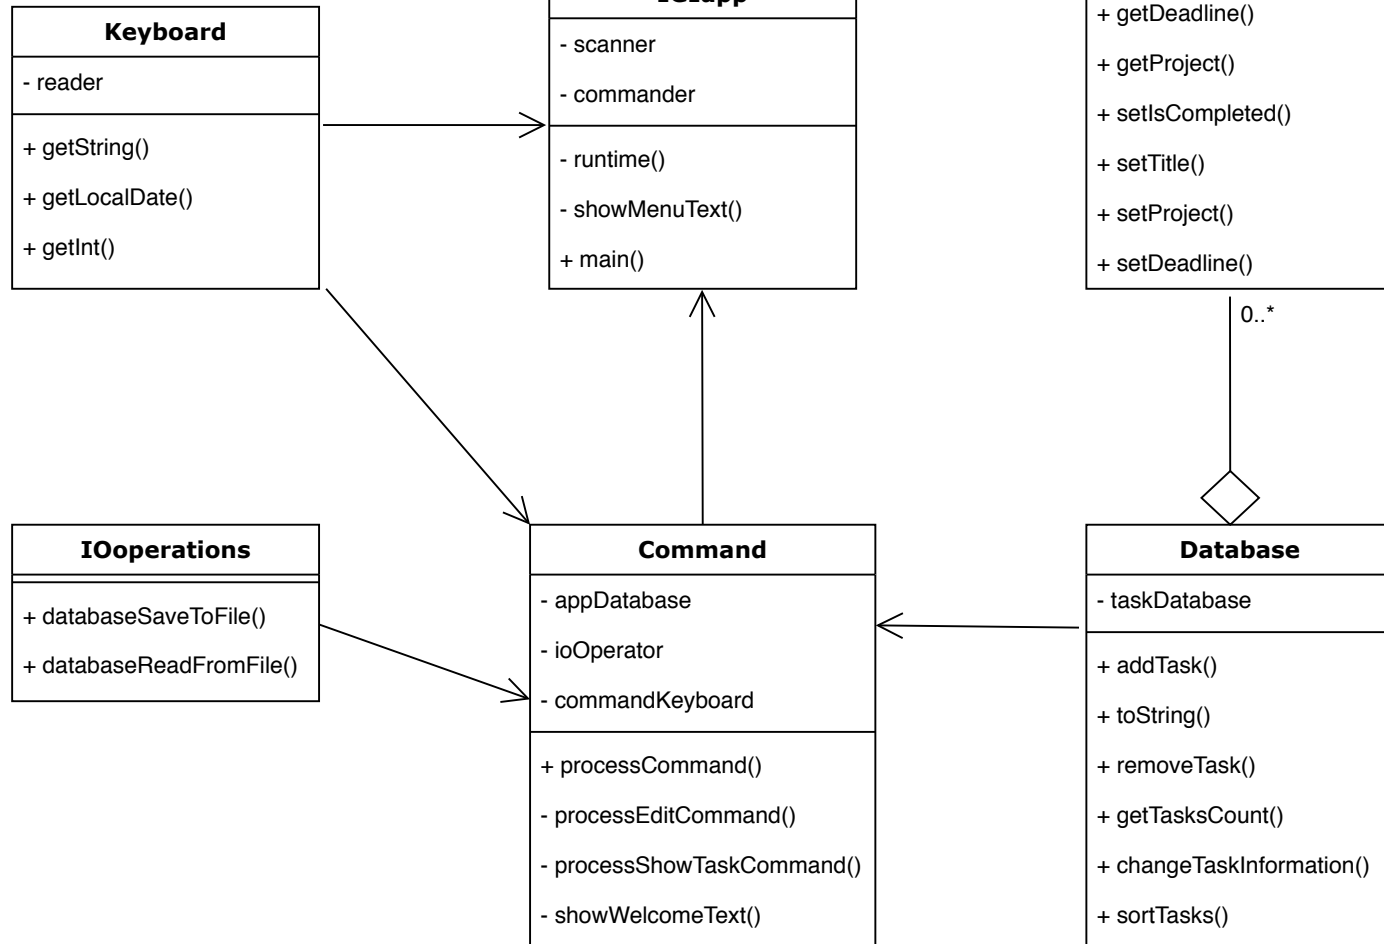 Keyboard
- reader
+ getString()
+ getLocalDate()
+ getInt()
- scanner
- commander
- runtime()
- showMenuText()
+ main()
+ getDeadline()
+ getProject()
+ setIsCompleted()
+ setTitle()
+ setProject()
+ setDeadline()
0..*
IOoperations
+ databaseSaveToFile()
+ databaseReadFromFile()
Command
- appDatabase
- ioOperator
- commandKeyboard
+ processCommand()
- processEditCommand()
- processShowTaskCommand()
- showWelcomeText()
Database
- taskDatabase
+ addTask()
+ toString()
+ removeTask()
+ getTasksCount()
+ changeTaskInformation()
+ sortTasks()